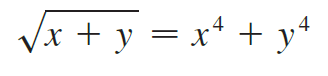 √(x + y) = x⁴ + y⁴